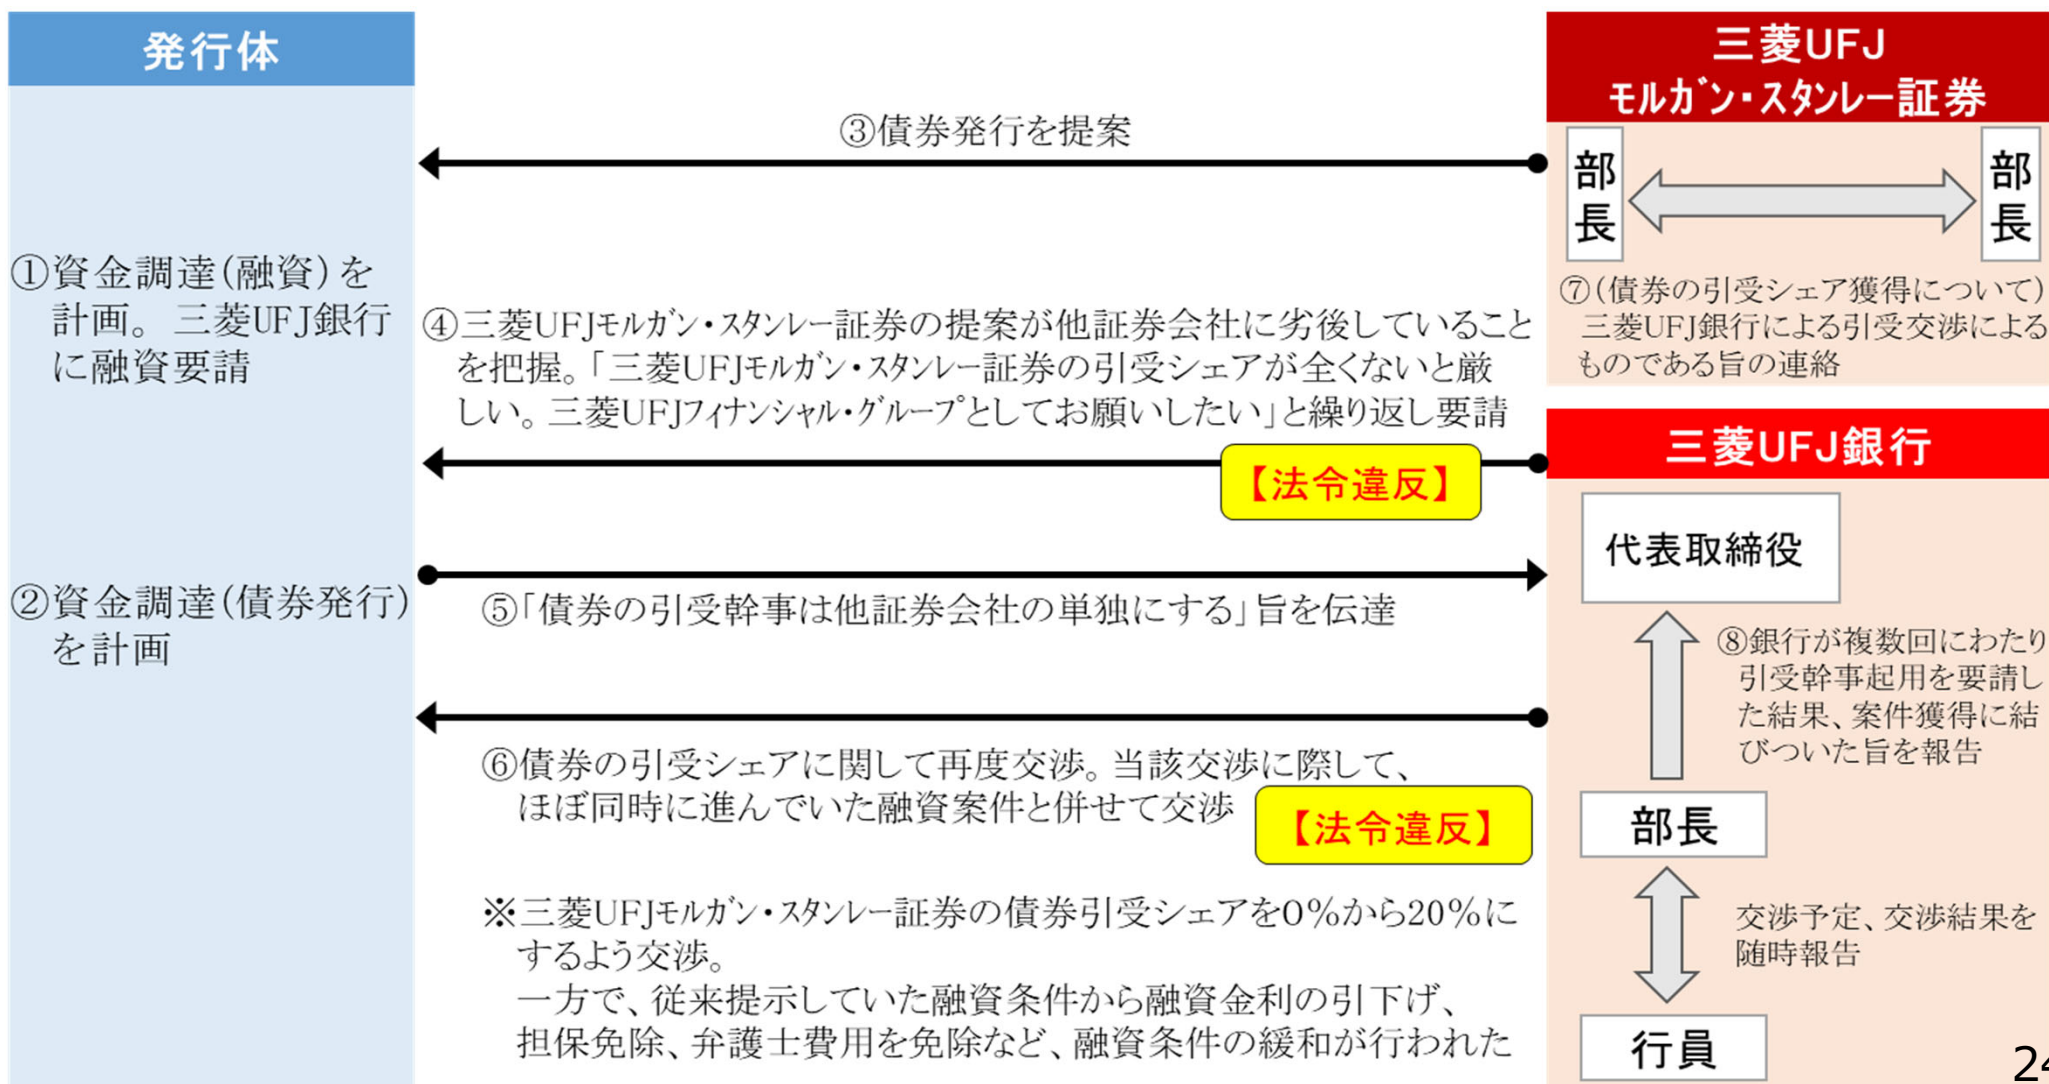 発行体
①資金調達(融資)を
計画。三菱UFJ銀行
に融資要請
②資金調達(債券発行)
を計画
③債券発行を提案
④三菱UFJモルガン・スタンレー証券の提案が他証券会社に劣後していること
を把握。「三菱UFJモルガン・スタンレー証券の引受シェアが全くないと厳
しい。三菱UFJフィナンシャル・グループとしてお願いしたい」と繰り返し要請
【法令違反】
⑤「債券の引受幹事は他証券会社の単独にする」旨を伝達
⑥債券の引受シェアに関して再度交渉。当該交渉に際して、
ほぼ同時に進んでいた融資案件と併せて交渉
【法令違反】
※三菱UFJモルガン・スタンレー証券の債券引受シェアを0%から20%に
するよう交渉。
一方で、従来提示していた融資条件から融資金利の引下げ、
担保免除、弁護士費用を免除など、融資条件の緩和が行われた
三菱UFJ
モルガン・スタンレー証券
部長
部長
⑦(債券の引受シェア獲得について)
三菱UFJ銀行による引受交渉による
ものである旨の連絡
三菱UFJ銀行
代表取締役
⑧銀行が複数回にわたり
引受幹事起用を要請し
た結果、案件獲得に結
びついた旨を報告
部長
交渉予定、交渉結果を
随時報告
行員
24